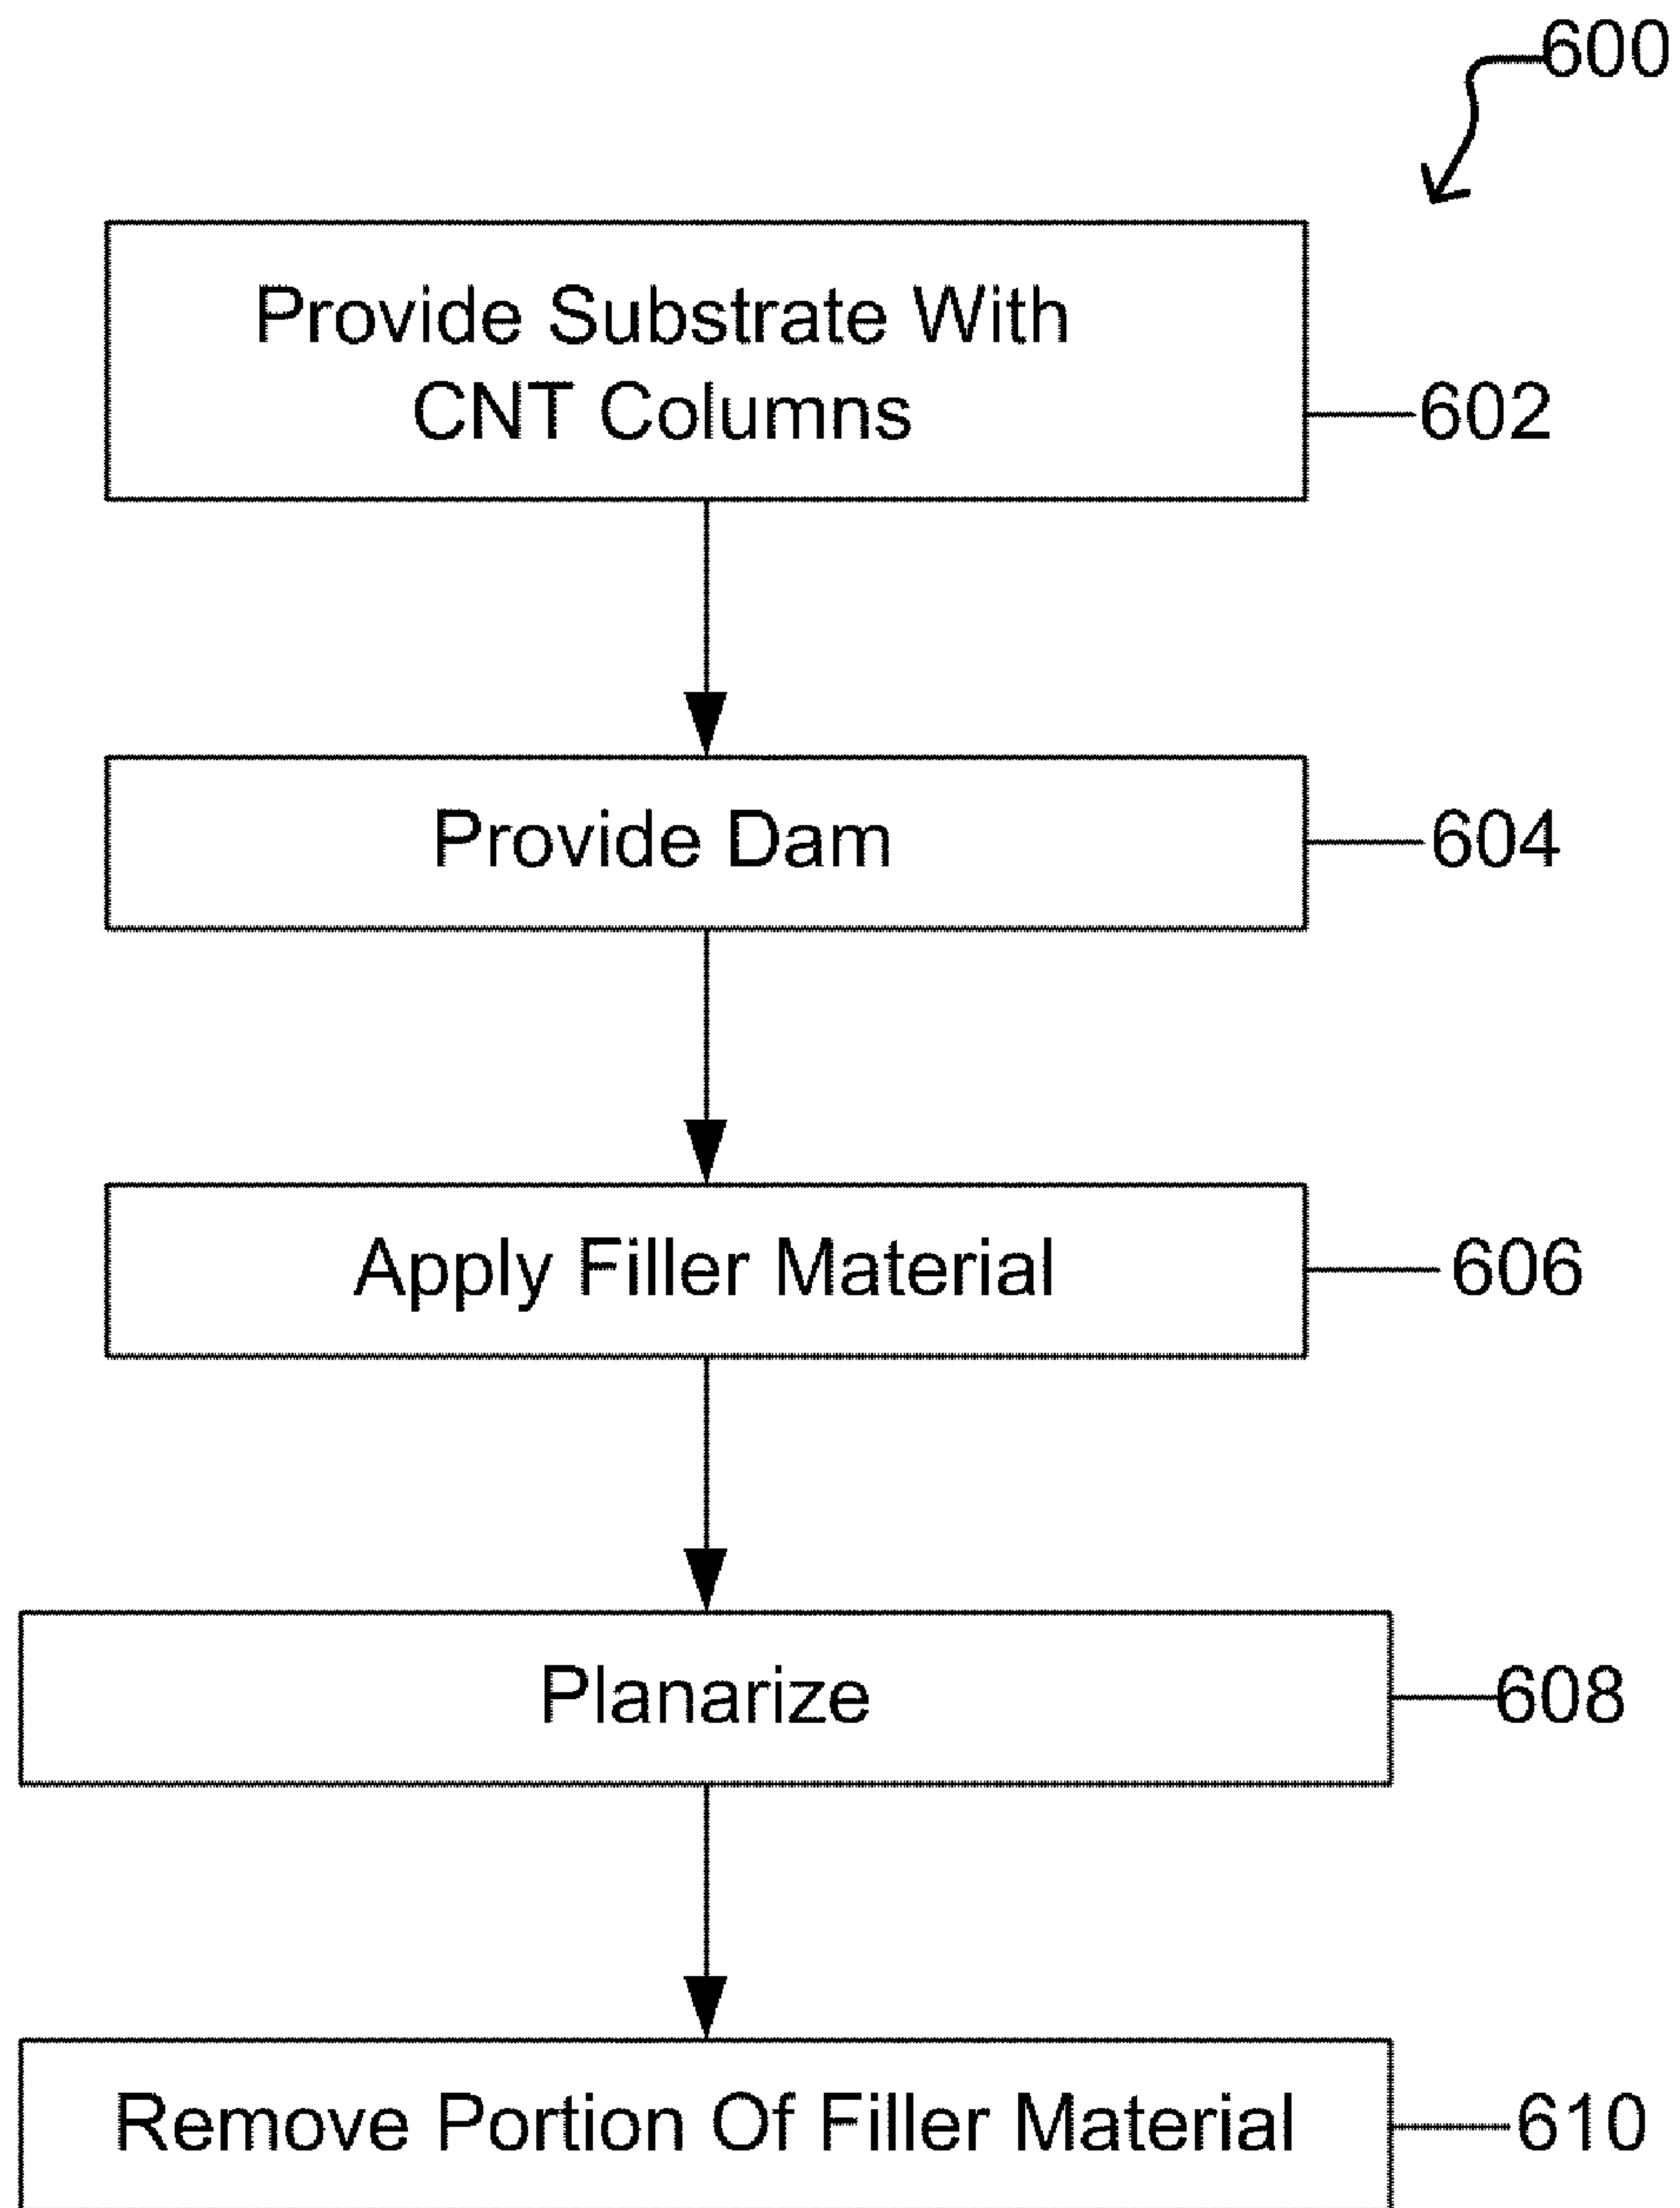 600
Provide Substrate With
CNT Columns
602
Provide Dam
604
Apply Filler Material
606
Planarize
608
Remove Portion Of Filler Material
610